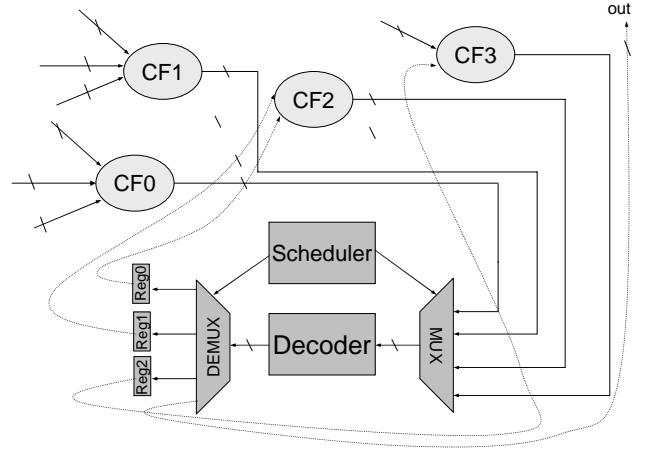 out
CF1
CF2
CF3
CF0
Scheduler
Reg0
Reg1
Reg2
DEMUX
Decoder
MUX